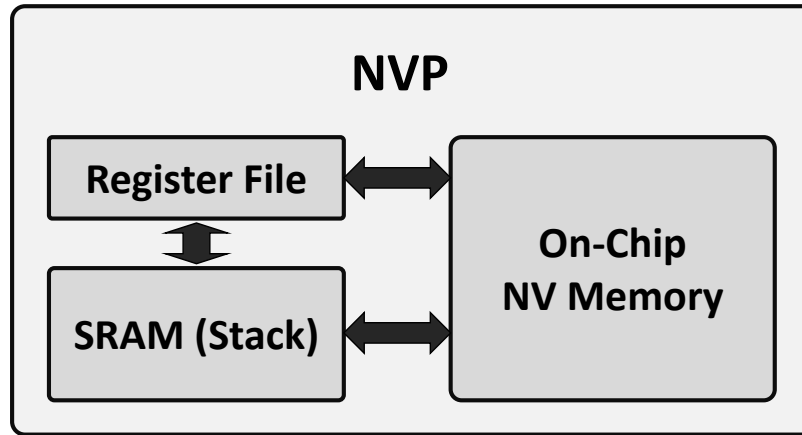 NVP
Register File
SRAM (Stack)
On-Chip
NV Memory